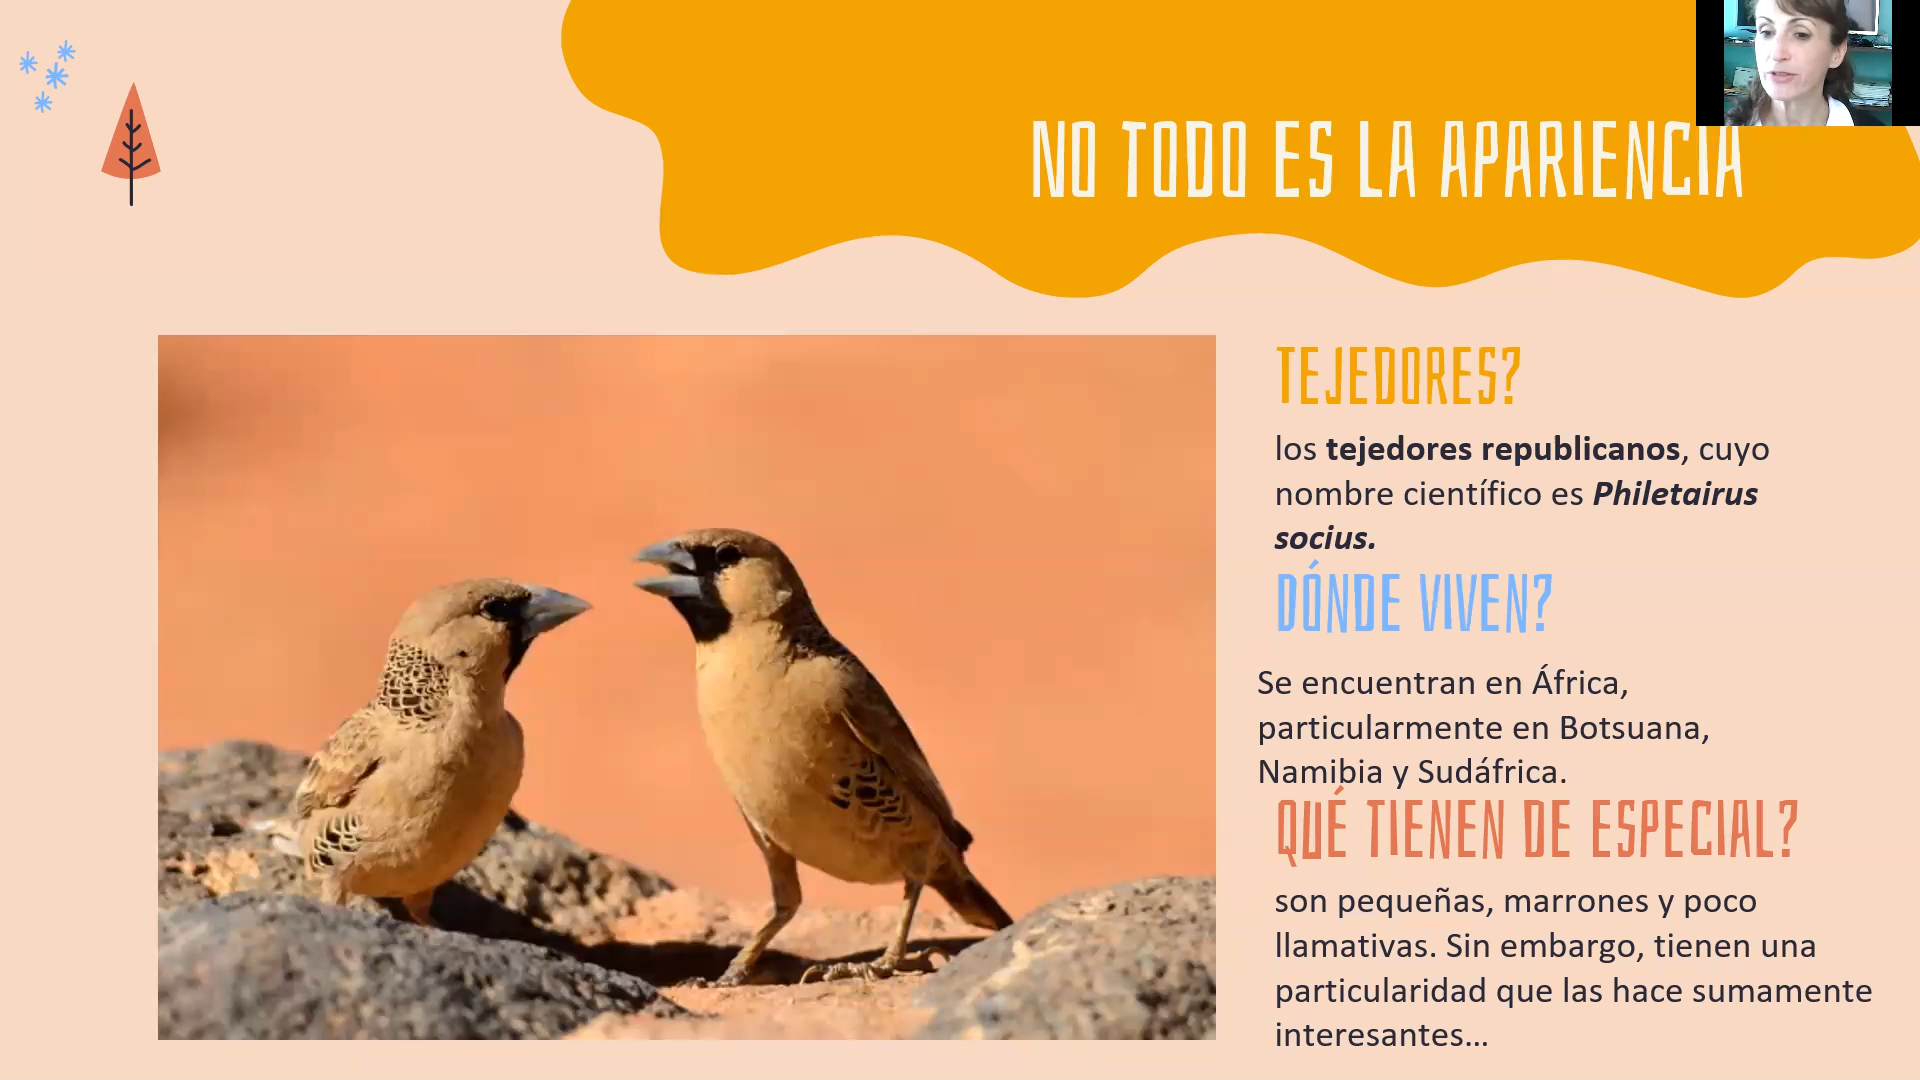 NO TODO ES LA APARIENCIA
TEJEDORES?
los tejedores republicanos, cuyo
nombre científico es Philetairus
socius.
DÓNDE VIVEN?
Se encuentran en África,
particularmente en Botsuana,
Namibia y Sudáfrica.
QUÉ TIENEN DE ESPECIAL?
son pequeñas, marrones y poco
llamativas. Sin embargo, tienen una
particularidad que las hace sumamente
interesantes...